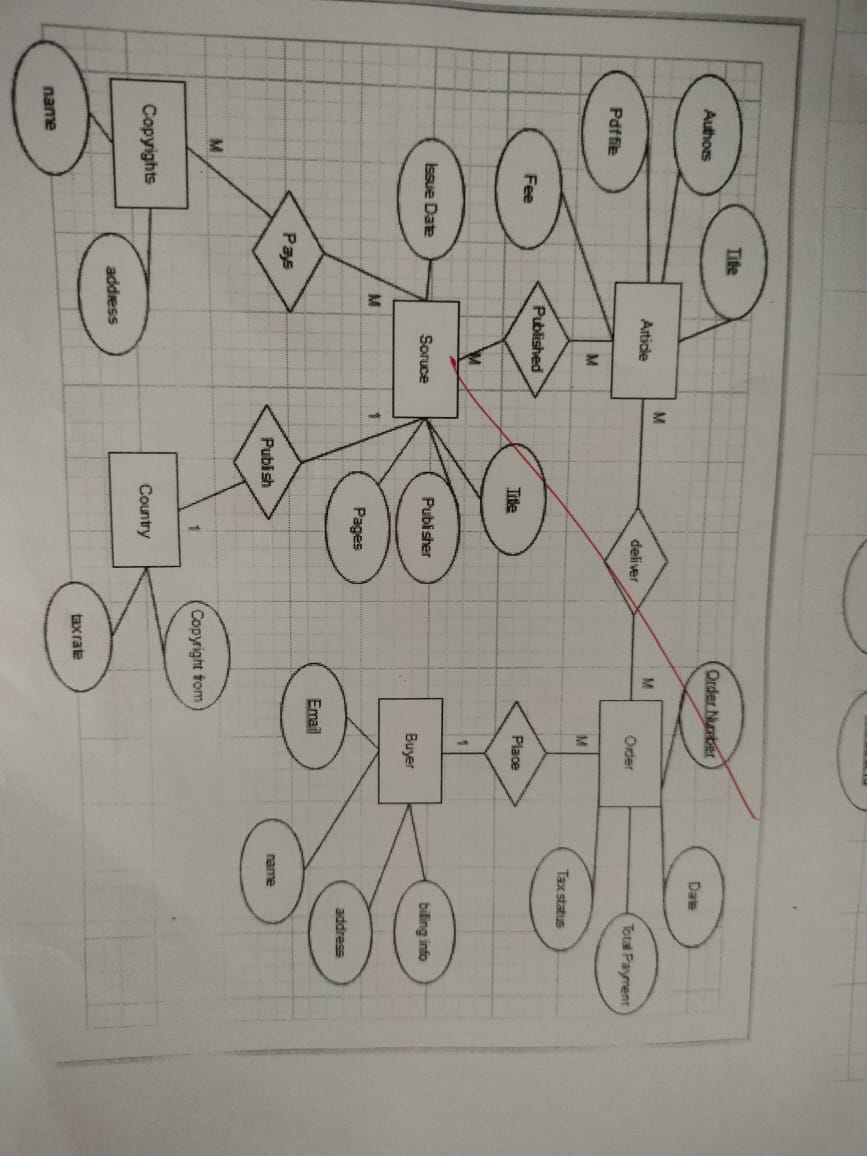 Title
Authors
Order Number
Date
M
Article
deliver
M
Order
Total Payment
Pdf file
M
M
Tax status
Fee
Published
Title
Place
M
1
Issue Date
Soruce
Publisher
Buyer
billing info
M
1
Pages
address
Email
Pays
Publish
name
M
1
Copyright from
Copyrights
Country
address
tax rate
name